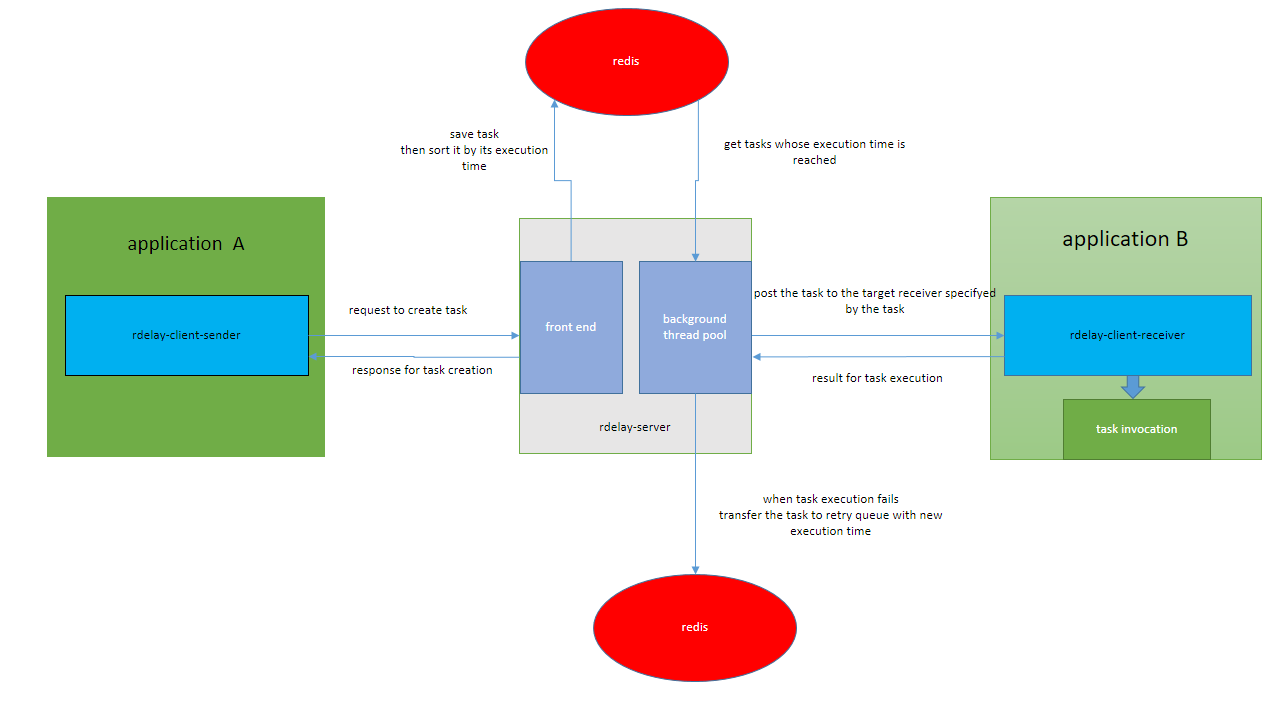 redis
save task
then sort it by its execution
time
get tasks whose execution time is
reached
application  A
application B
rdelay-client-sender
request to create task
response for task creation
front end
background
thread pool
rdelay-server
post the task to the target receiver specifyed
by the task
result for task execution
rdelay-client-receiver
task invocation
when task execution fails
transfer the task to retry queue with new
execution time
redis